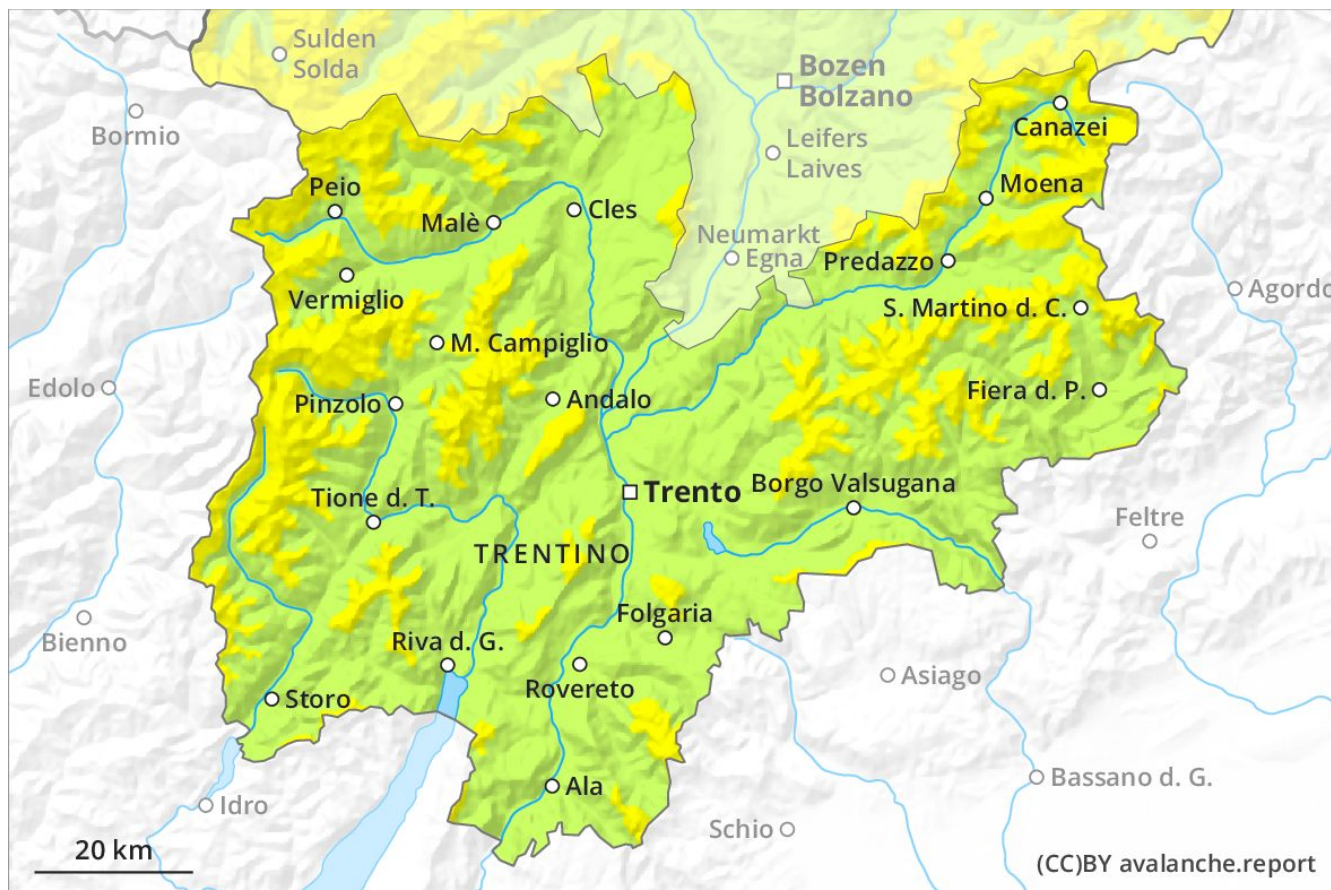 Sulden
Solda
Bozen
Bolzano
Bormio
Canazei
Leifers
Laives
Peio
Moena
Malè
Cles
Neumarkt
Egna
Predazzo
Vermiglio
Agordo
S. Martino d. C.
M. Campiglio
Edolo
Pinzolo
Andalo
Fiera d. P.
Trento
Borgo Valsugana
Tione d. T.
Feltre
TRENTINO
Folgaria
Bienno
Riva d. G.
Asiago
Rovereto
Storo
Bassano d. G.
Ala
Idro
Schio
20 km
(CC)BY avalanche.report